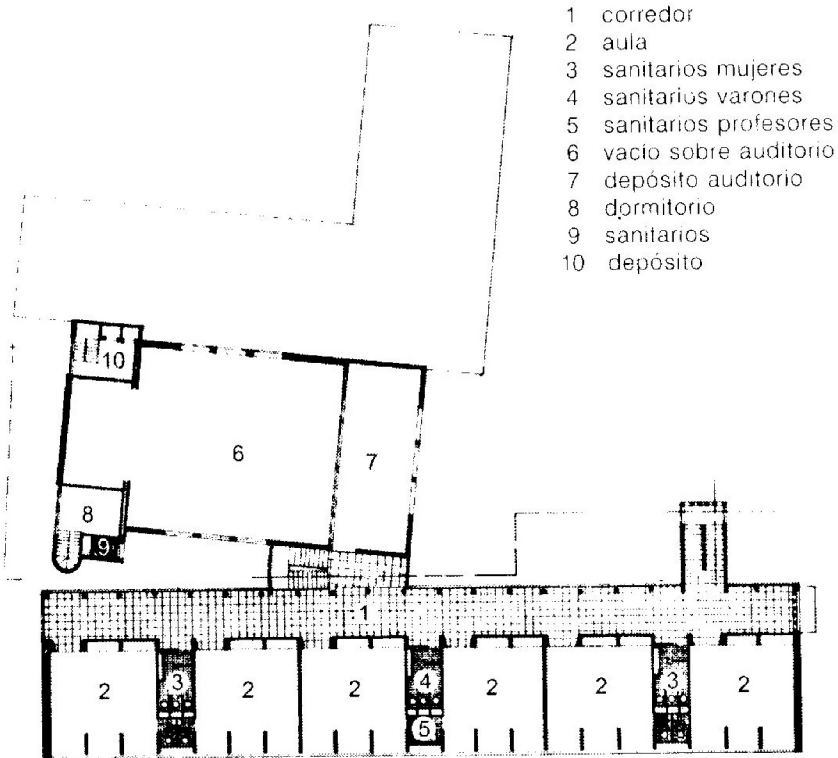 1 corredor
2 aula
3 sanitarios mujeres
4 sanitarios varones
5 sanitarios profesores
6 vacío sobre auditorio
7 depósito auditorio
8 dormitorio
9 sanitarios
10 depósito
10
6
7
8
9
1
2
3
2
2
4
5
2
2
3
2